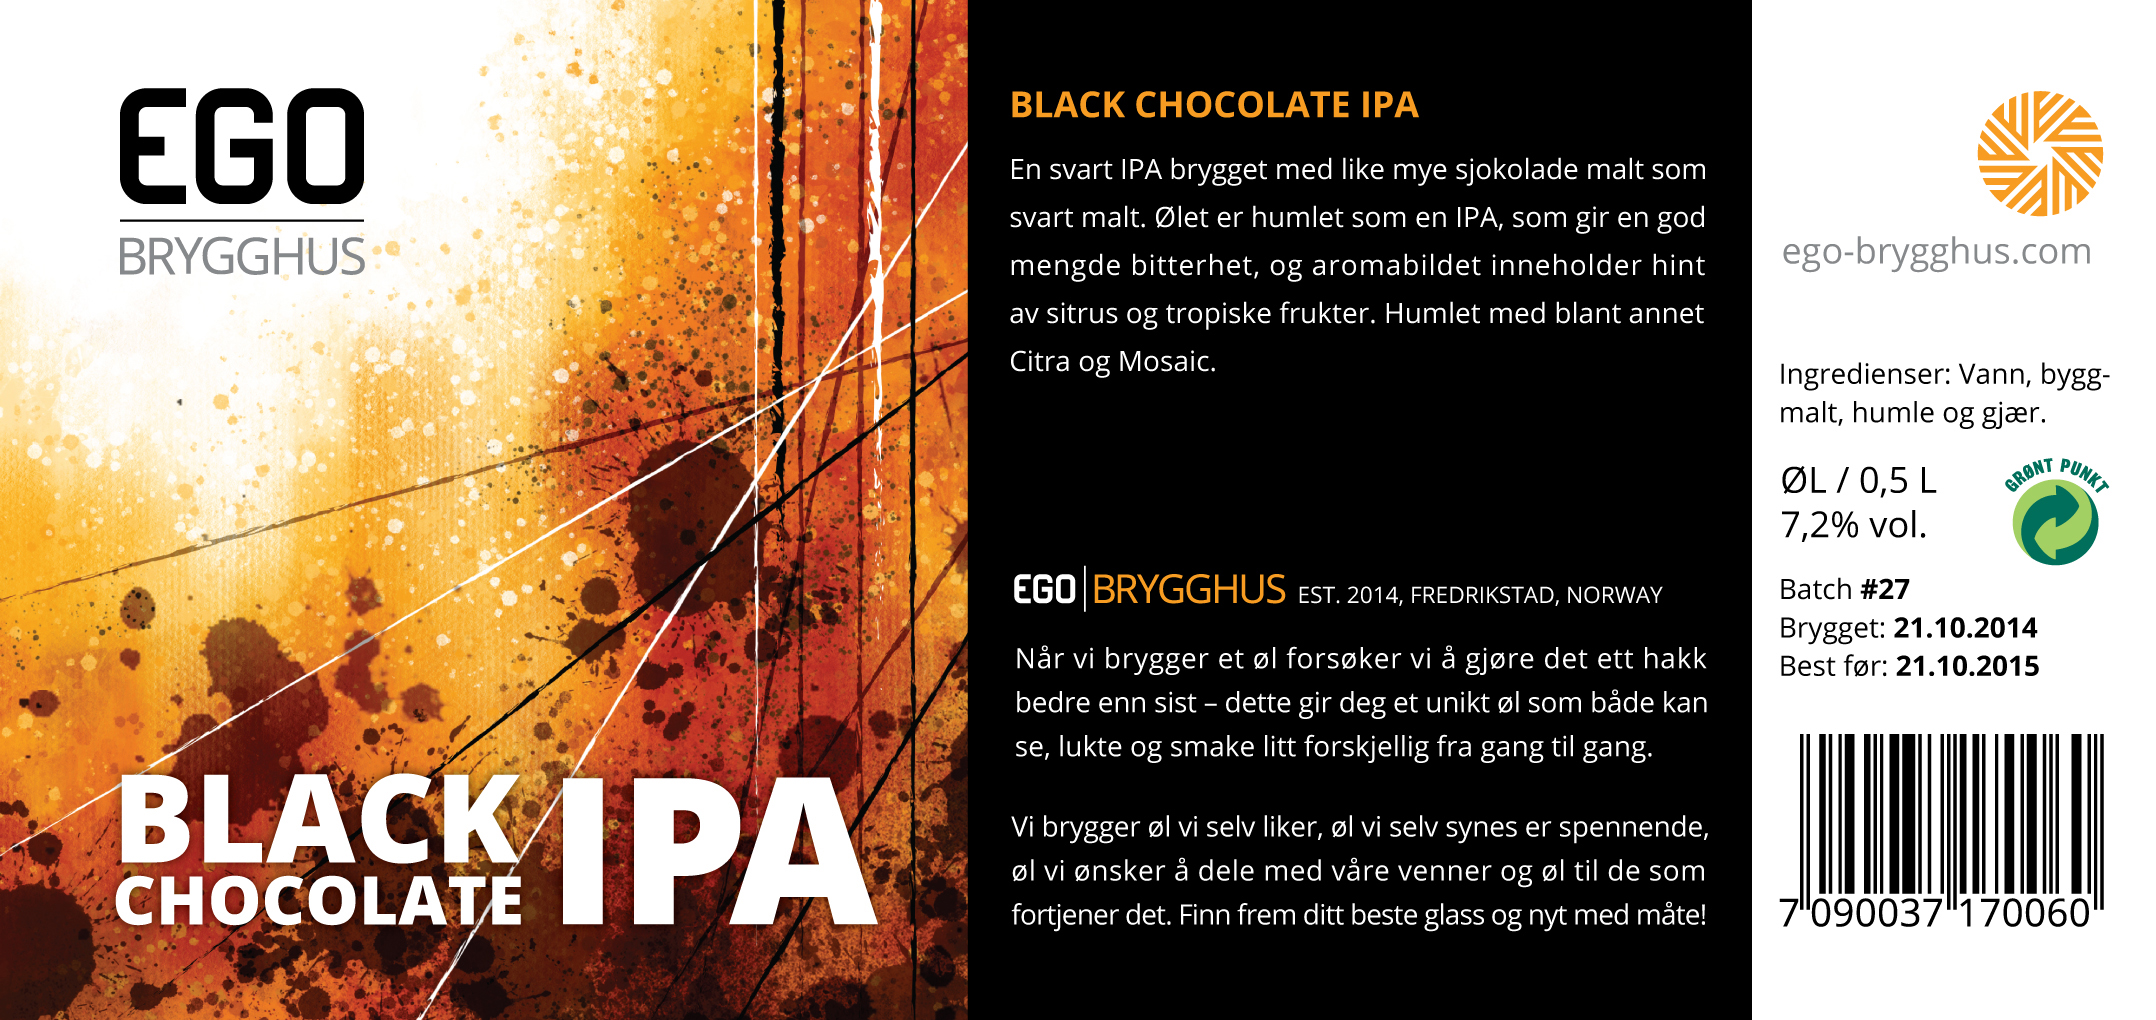 EGO
BRYGGHUS
BLACK
CHOCOLATE
IPA
BLACK CHOCOLATE IPA
En svart IPA brygget med like mye sjokolade malt som
svart malt. Ølet er humlet som en IPA, som gir en god
mengde bitterhet, og aromabildet inneholder hint
av sitrus og tropiske frukter. Humlet med blant annet
Citra og Mosaic.
EGO BRYGGHUS EST. 2014, FREDRIKSTAD, NORWAY
Når vi brygger et øl forsøker vi å gjøre det ett hakk
bedre enn sist – dette gir deg et unikt øl som både kan
se, lukte og smake litt forskjellig fra gang til gang.
Vi brygger øl vi selv liker, øl vi selv synes er spennende,
øl vi ønsker å dele med våre venner og øl til de som
fortjener det. Finn frem ditt beste glass og nyt med måte!
ego-brygghus.com
Ingredienser: Vann, bygg-
malt, humle og gjær.
ØL / 0,5 L
7,2% vol.
GRØNT PUNKT
Batch #27
Brygget: 21.10.2014
Best før: 21.10.2015
7 090037 170060